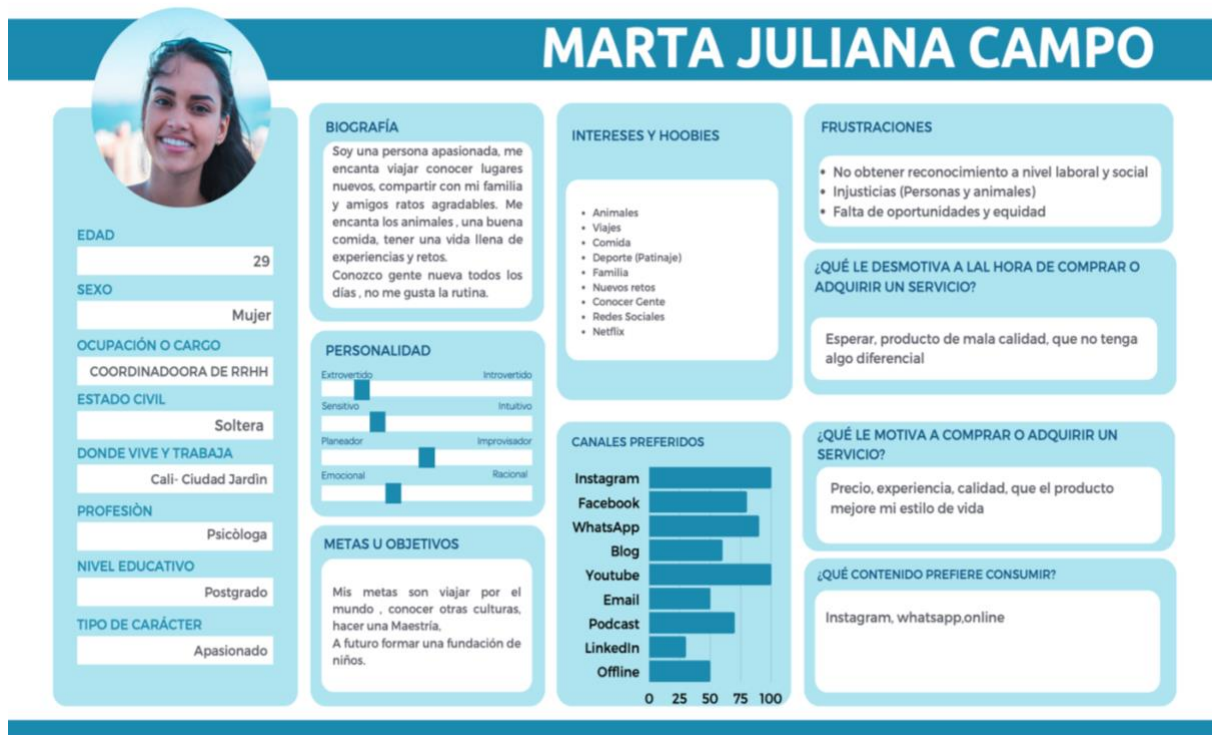 MARTA JULIANA CAMPO
EDAD
29
SEXO
Mujer
OCUPACIÓN O CARGO
COORDINADOORA DE RRHH
ESTADO CIVIL
Soltera
DONDE VIVE Y TRABAJA
Cali- Ciudad Jardìn
PROFESIÒN
Psicòloga
NIVEL EDUCATIVO
Postgrado
TIPO DE CARÁCTER
Apasionado
BIOGRAFÍA
Soy una persona apasionada, me
encanta viajar conocer lugares
nuevos, compartir con mi familia
y amigos ratos agradables. Me
encanta los animales , una buena
comida, tener una vida llena de
experiencias y retos.
Conozco gente nueva todos los
días , no me gusta la rutina.
PERSONALIDAD
Extrovertido Introvertido
Sensitivo Intuitivo
Planeador Improvisador
Emocional Racional
METAS U OBJETIVOS
Mis metas son viajar por el
mundo , conocer otras culturas,
hacer una Maestría,
A futuro formar una fundación de
niños.
INTERESES Y HOOBIES
• Animales
• Viajes
• Comida
• Deporte (Patinaje)
• Familia
• Nuevos retos
• Conocer Gente
• Redes Sociales
• Netflix
CANALES PREFERIDOS
Instagram
Facebook
WhatsApp
Blog
Youtube
Email
Podcast
LinkedIn
Offline
0 25 50 75 100
FRUSTRACIONES
• No obtener reconocimiento a nivel laboral y social
• Injusticias (Personas y animales)
• Falta de oportunidades y equidad
¿QUÉ LE DESMOTIVA A LAL HORA DE COMPRAR O
ADQUIRIR UN SERVICIO?
Esperar, producto de mala calidad, que no tenga
algo diferencial
¿QUÉ LE MOTIVA A COMPRAR O ADQUIRIR UN
SERVICIO?
Precio, experiencia, calidad, que el producto
mejore mi estilo de vida
¿QUÉ CONTENIDO PREFIERE CONSUMIR?
Instagram, whatsapp,online